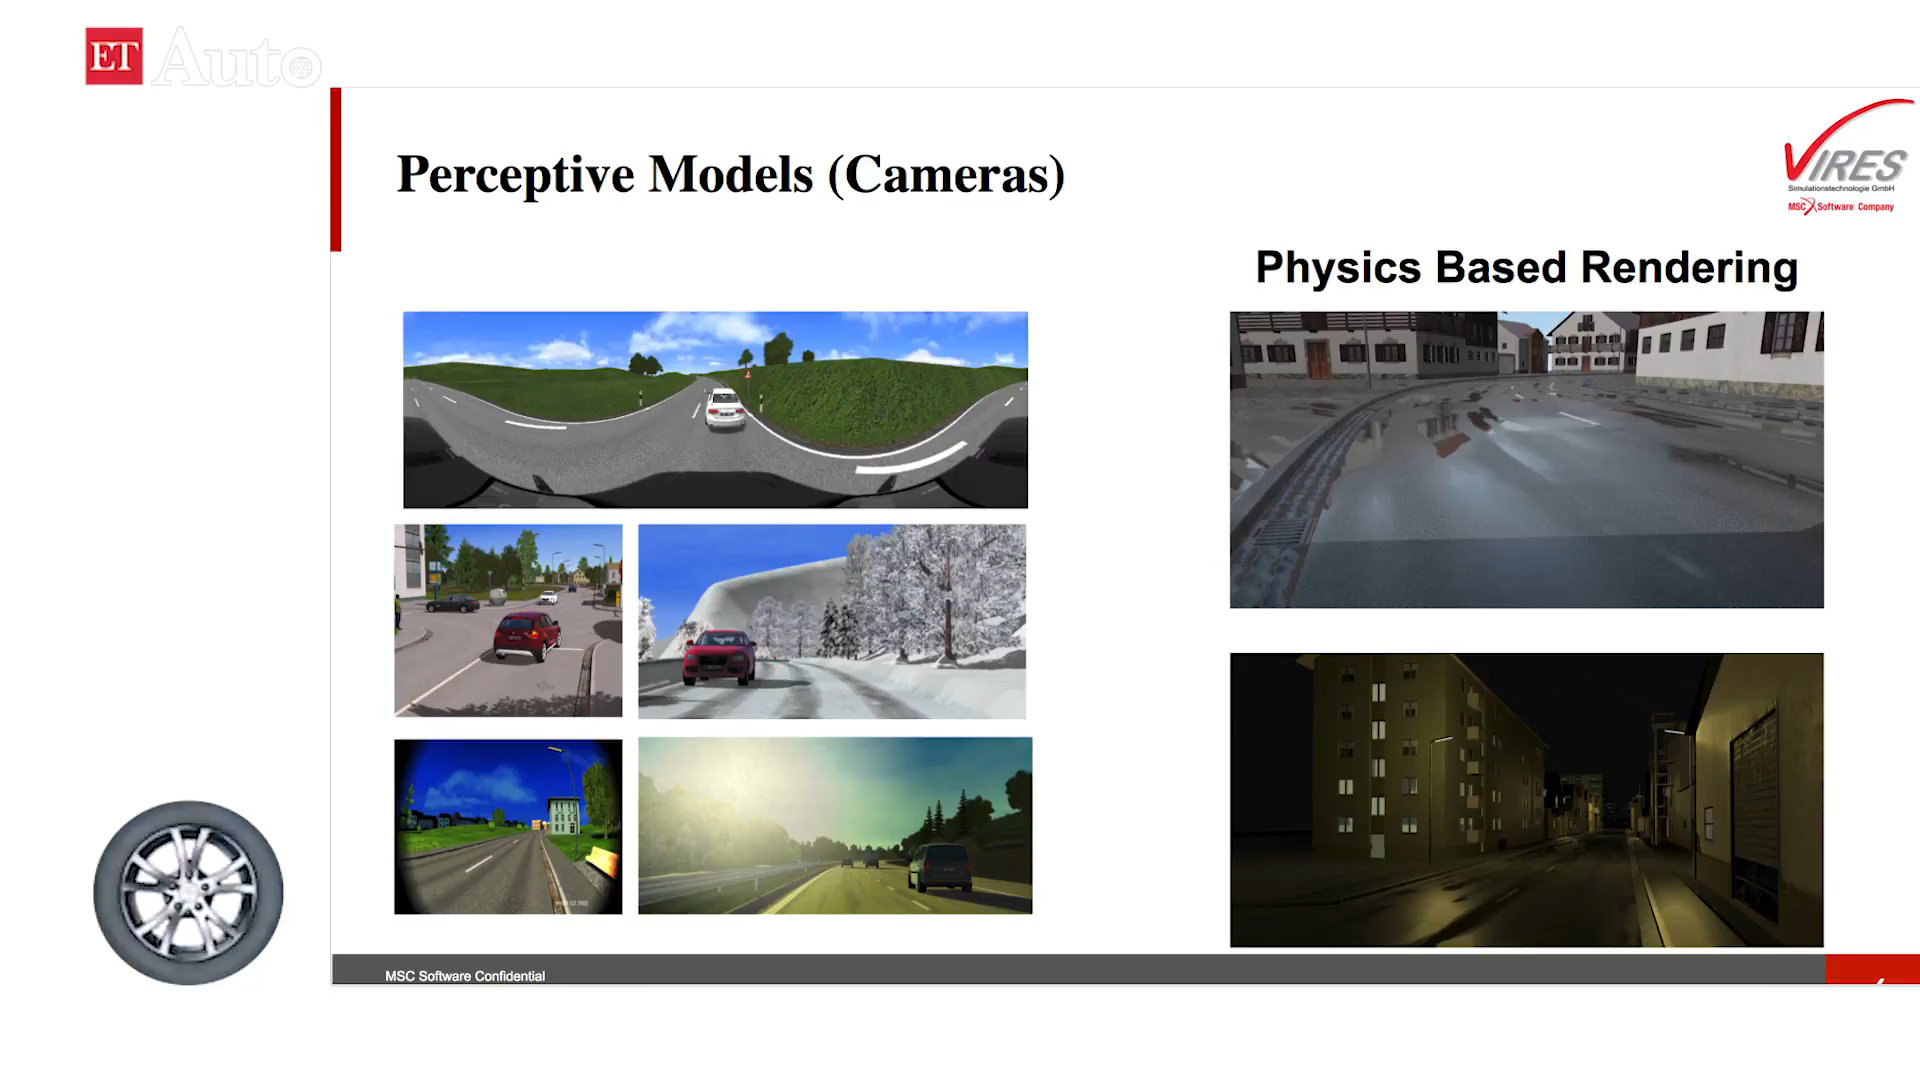 ET Auto
Perceptive Models (Cameras)
VIRES
Simulationstechnologie GmbH
MSC Software Company
Physics Based Rendering
MSC Software Confidential